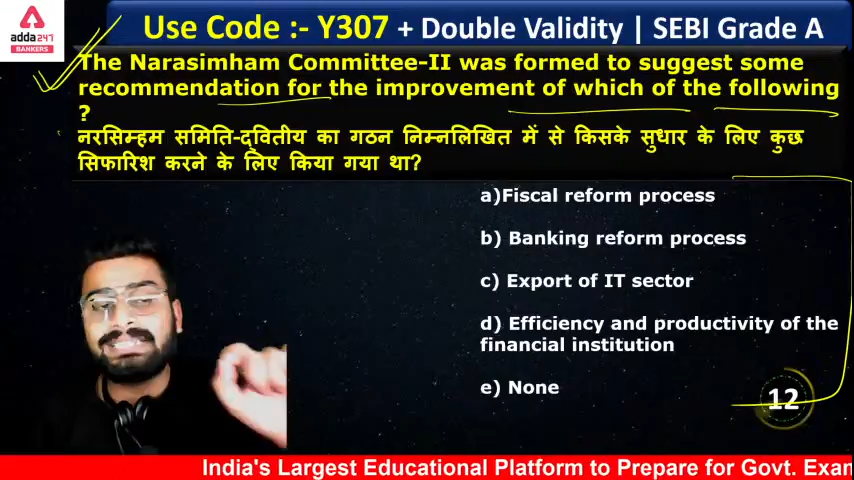 adda247
BANKERS
Use Code :- Y307 + Double Validity | SEBI Grade A
The Narasimham Committee-II was formed to suggest some
recommendation for the improvement of which of the following
?
नरसिम्हम समिति-द्वितीय का गठन निम्नलिखित में से किसके सुधार के लिए कुछ
सिफारिश करने के लिए किया गया था?
a)Fiscal reform process
b) Banking reform process
c) Export of IT sector
d) Efficiency and productivity of the
financial institution
e) None
12
India's Largest Educational Platform to Prepare for Govt. Exam